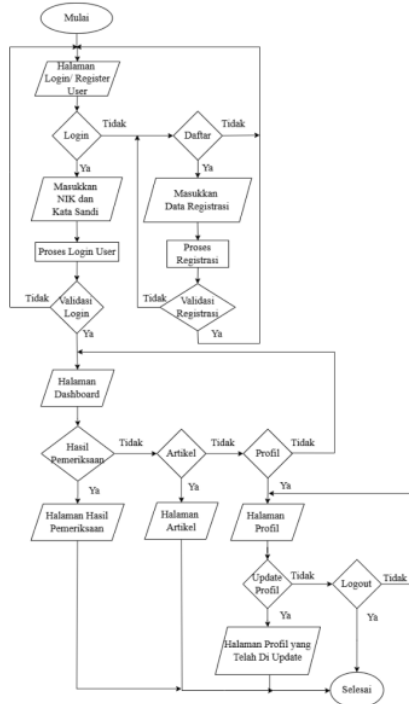 Mulai
Halaman
Login/ Register
User
Login
Tidak
Daftar
Tidak
Ya
Ya
Masukkan
NIK dan
Kata Sandi
Masukkan
Data Registrasi
Proses Login User
Proses
Registrasi
Tidak
Validasi
Login
Tidak
Validasi
Registrasi
Ya
Ya
Halaman
Dashboard
Hasil
Pemeriksaan
Tidak
Artikel
Tidak
Profil
Tidak
Ya
Ya
Ya
Halaman Hasil
Pemeriksaan
Halaman
Artikel
Halaman
Profil
Update
Profil
Tidak
Logout
Tidak
Ya
Ya
Halaman Profil yang
Telah Di Update
Selesai